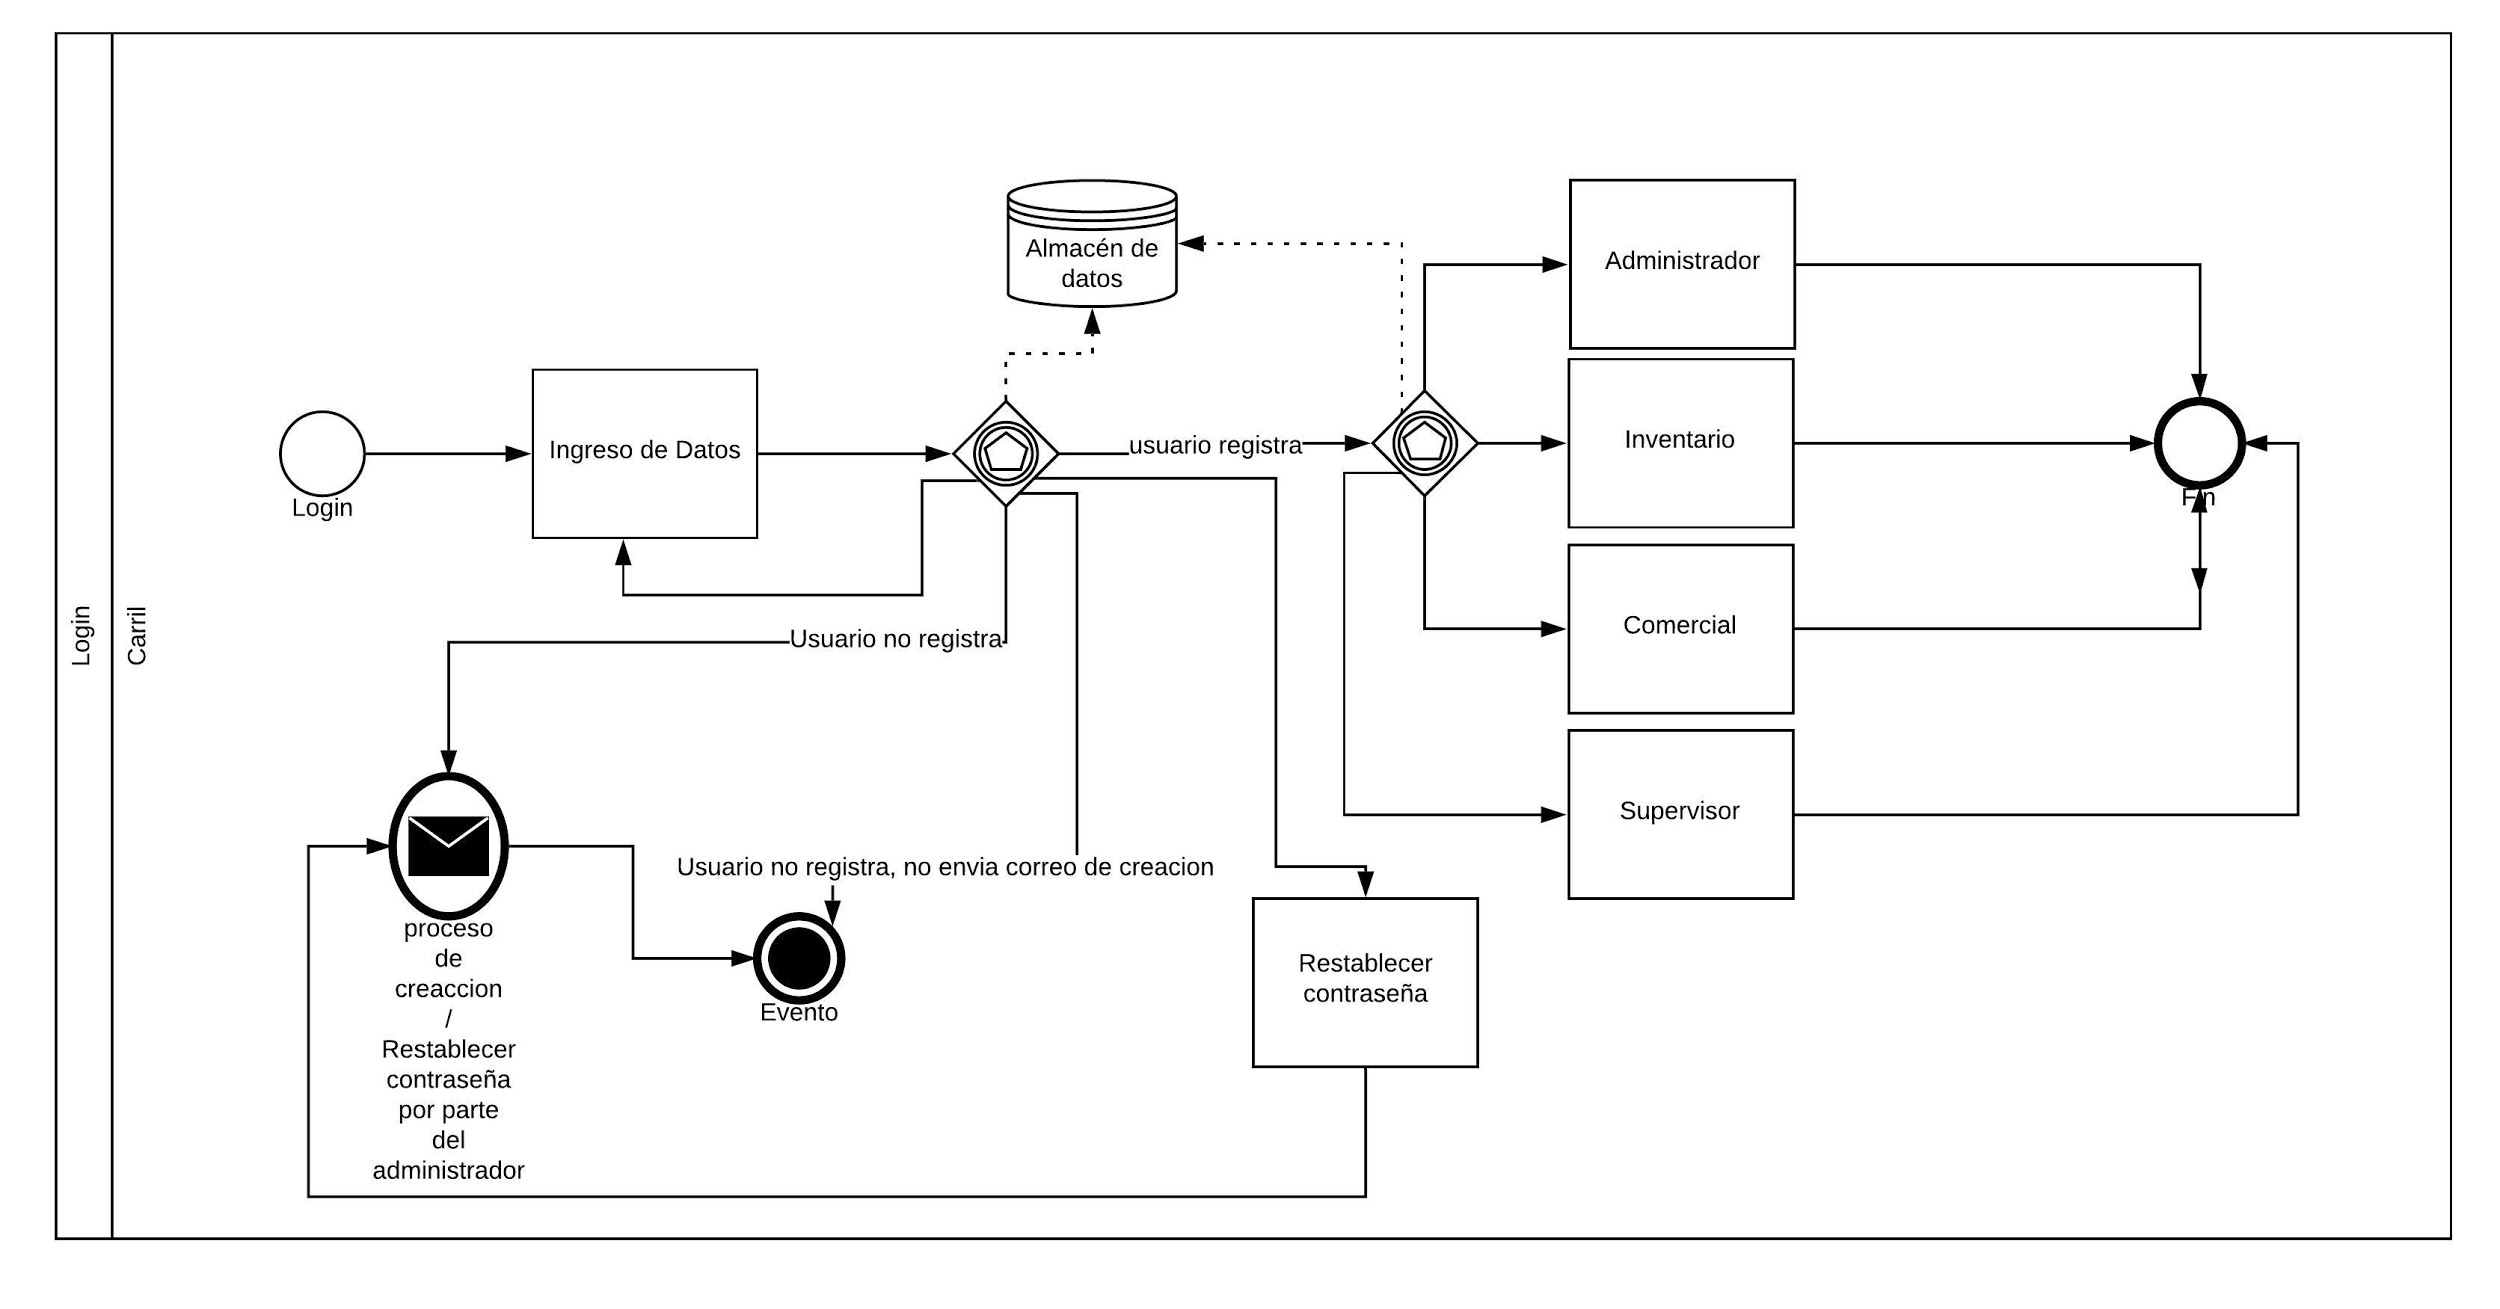 Login
Carril
Almacén de
datos
Administrador
Ingreso de Datos
usuario registra
Inventario
Login
Fin
Usuario no registra
Comercial
Supervisor
Usuario no registra, no envia correo de creacion
proceso
de
creaccion
/
Restablecer
contraseña
por parte
del
administrador
Evento
Restablecer
contraseña